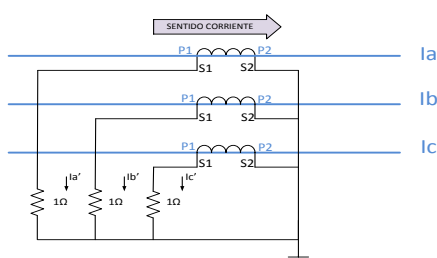 SENTIDO CORRIENTE
P1 P2 Ia
S1 S2
P1 P2 Ib
S1 S2
P1 P2 Ic
S1 S2
Ia’ Ib’ Ic’
1Ω 1Ω 1Ω